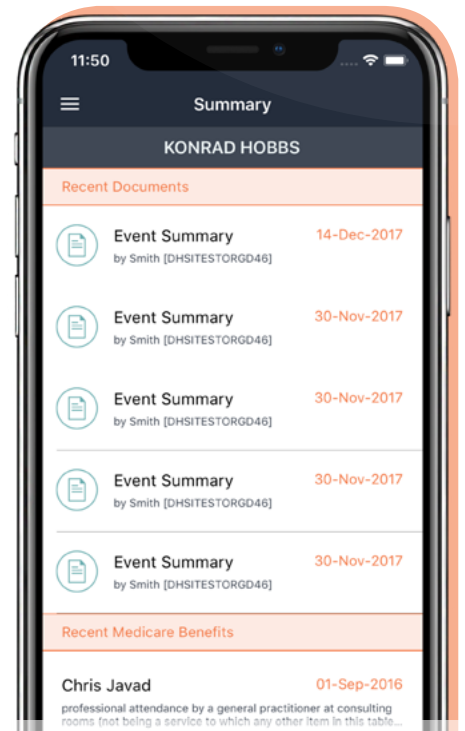 11:50
Summary
KONRAD HOBBS
Recent Documents
Event Summary 14-Dec-2017
by Smith [DHSITESTORGD46]
Event Summary 30-Nov-2017
by Smith [DHSITESTORGD46]
Event Summary 30-Nov-2017
by Smith [DHSITESTORGD46]
Event Summary 30-Nov-2017
by Smith [DHSITESTORGD46]
Event Summary 30-Nov-2017
by Smith [DHSITESTORGD46]
Recent Medicare Benefits
Chris Javad 01-Sep-2016
professional attendance by a general practitioner at consulting
rooms (not being a service to which any other item in this table...